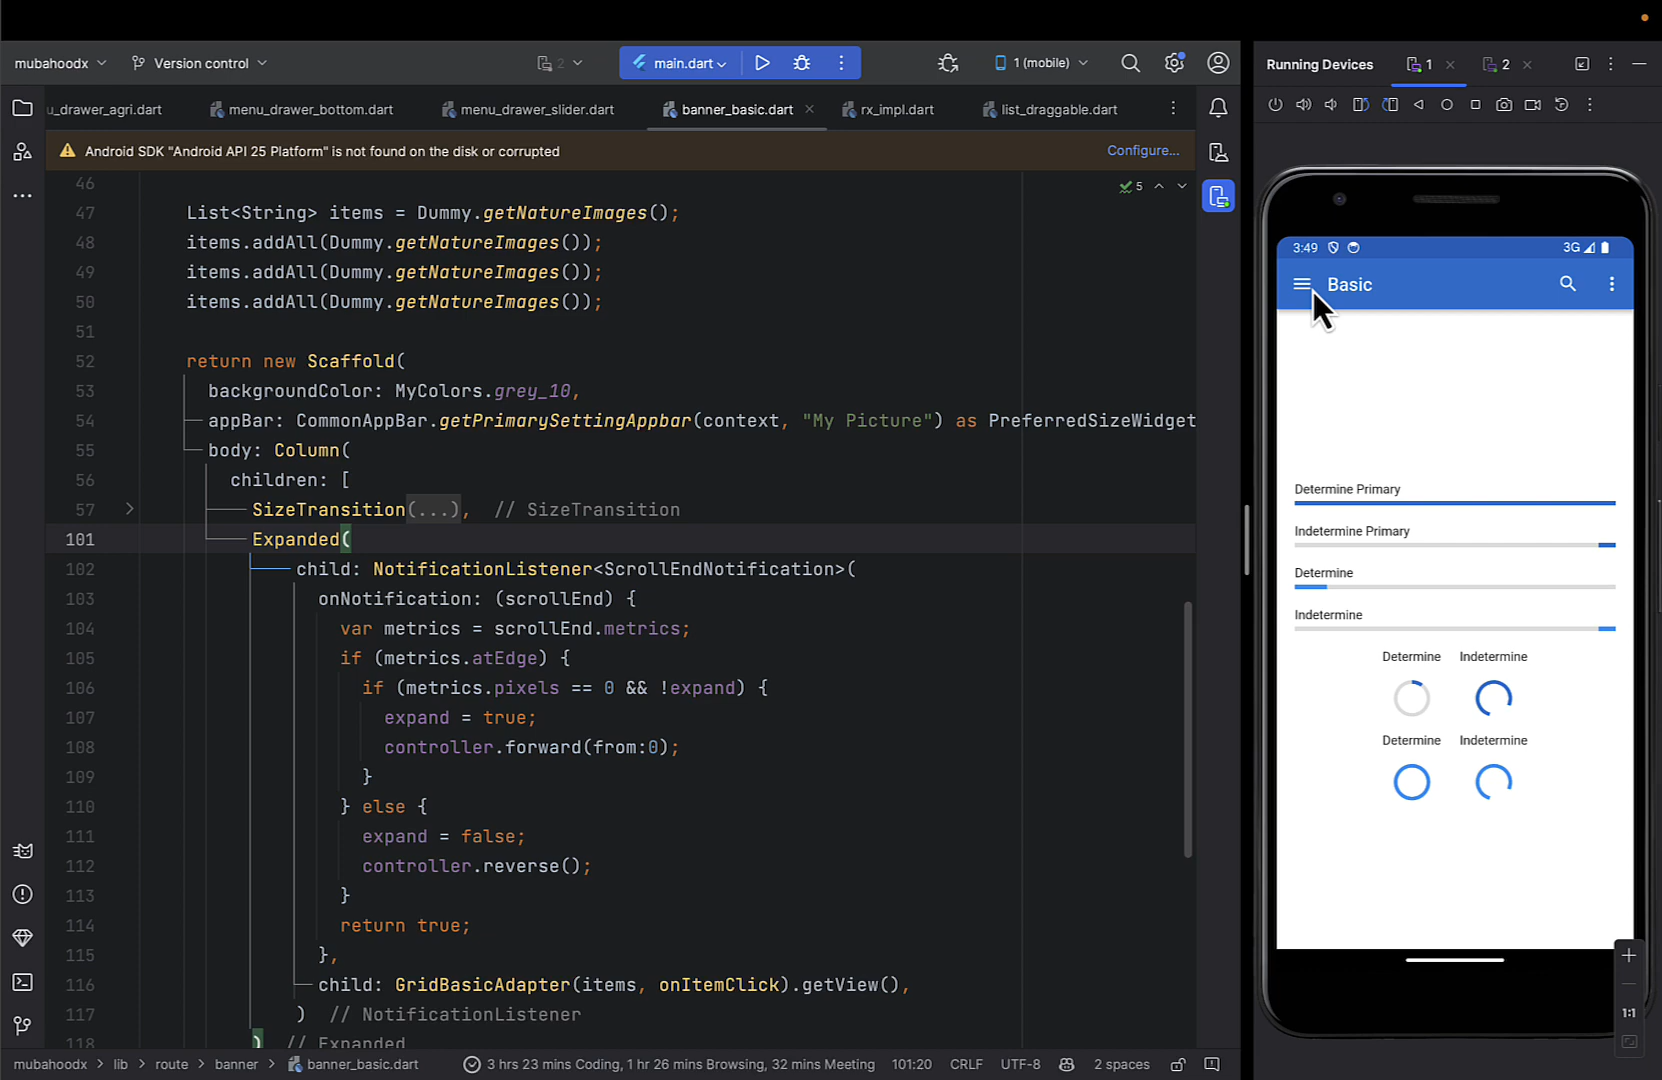 mubahoodx
Version control
2
main.dart
1 (mobile)
Running Devices
1
2
u_drawer_agri.dart
menu_drawer_bottom.dart
menu_drawer_slider.dart
banner_basic.dart
rx_impl.dart
list_draggable.dart
Android SDK "Android API 25 Platform" is not found on the disk or corrupted
Configure...
5
46
47 List<String> items = Dummy.getNatureImages();
48 items.addAll(Dummy.getNatureImages());
49 items.addAll(Dummy.getNatureImages());
50 items.addAll(Dummy.getNatureImages());
51
52 return new Scaffold(
53 backgroundColor: MyColors.grey_10,
54 appBar: CommonAppBar.getPrimarySettingAppbar(context, "My Picture") as PreferredSizeWidget
55 body: Column(
56 children: [
57 SizeTransition(...), // SizeTransition
101 Expanded(
102 child: NotificationListener<ScrollEndNotification>(
103 onNotification: (scrollEnd) {
104 var metrics = scrollEnd.metrics;
105 if (metrics.atEdge) {
106 if (metrics.pixels == 0 && !expand) {
107 expand = true;
108 controller.forward(from:0);
109 }
110 } else {
111 expand = false;
112 controller.reverse();
113 }
114 return true;
115 },
116 child: GridBasicAdapter(items, onItemClick).getView(),
117 ) // NotificationListener
118 ) // Expanded
3:49
3G
Basic
Determine Primary
Indetermine Primary
Determine
Indetermine
Determine Indetermine
Determine Indetermine
1:1
mubahoodx > lib > route > banner > banner_basic.dart
3 hrs 23 mins Coding, 1 hr 26 mins Browsing, 32 mins Meeting
101:20
CRLF
UTF-8
2 spaces